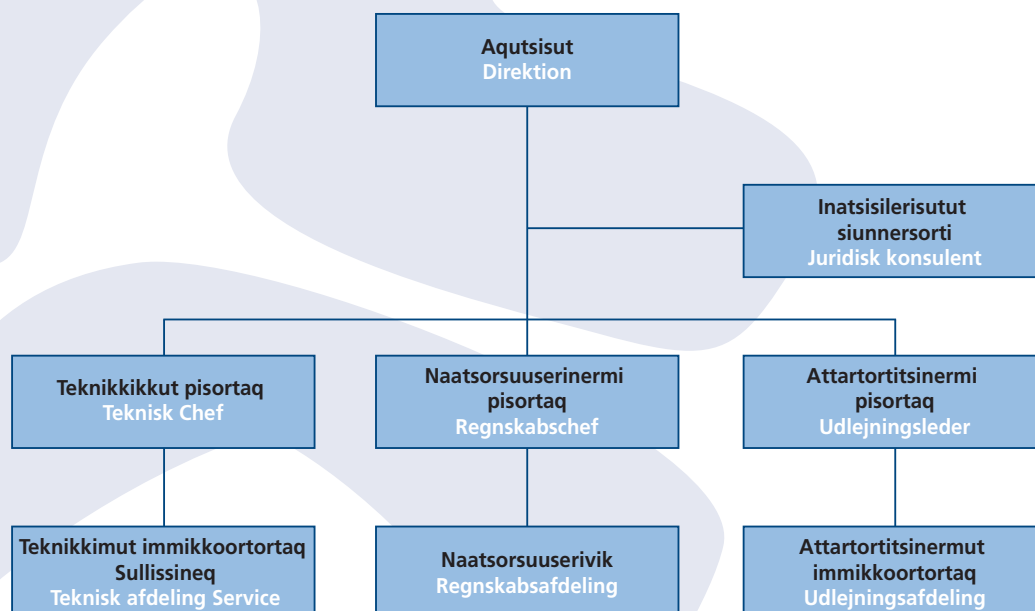 Aqutsisut
Direktion
Inatsisilerisutut
siunnersorti
Juridisk konsulent
Teknikkikkut pisortaq
Teknisk Chef
Naatsorsuuserinermi
pisortaq
Regnskabschef
Attartortitsinermi
pisortaq
Udlejningsleder
Teknikkimut immikkoortortaq
Sullissineq
Teknisk afdeling Service
Naatsorsuuserivik
Regnskabsafdeling
Attartortitsinermut
immikkoortortaq
Udlejningsafdeling